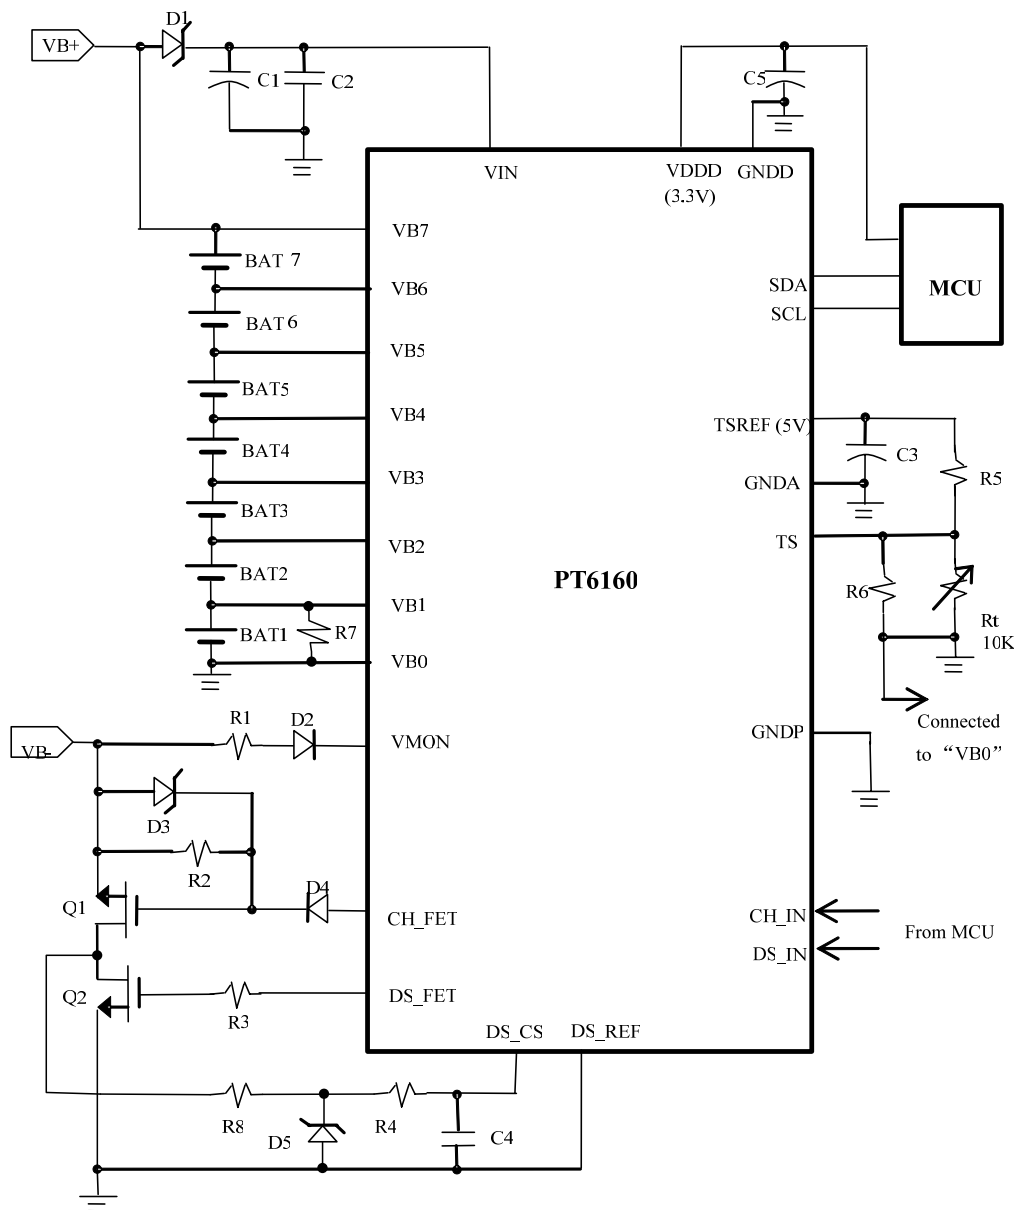 D1
VB+
C1
C2
C5
VIN
VDDD
(3.3V)
GNDD
VB7
BAT 7
VB6
SDA
MCU
SCL
BAT 6
VB5
BAT5
VB4
TSREF (5V)
BAT4
C3
VB3
GNDA
R5
BAT3
VB2
TS
BAT2
PT6160
R6
VB1
Rt
10K
BAT1
R7
VB0
R1
D2
Connected
to “VB0”
VB-
VMON
GNDP
D3
R2
D4
Q1
CH_FET
CH_IN
From MCU
DS_IN
Q2
DS_FET
R3
DS_CS
DS_REF
R8
D5
R4
C4